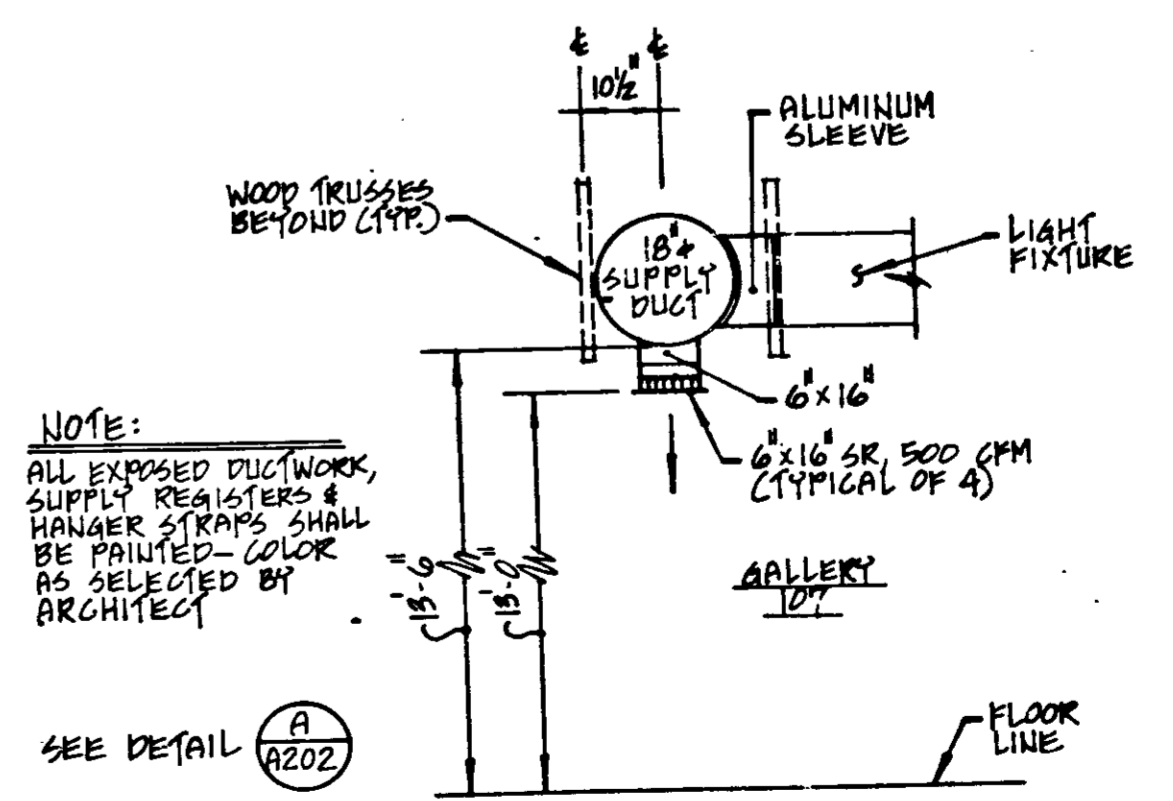 ℄ ℄
10½"
ALUMINUM
SLEEVE
WOOD TRUSSES
BEYOND (TYP.)
18"φ
SUPPLY
DUCT
LIGHT
FIXTURE
6"x16"
6"x16" SR, 500 CFM
(TYPICAL OF 4)
NOTE:
ALL EXPOSED DUCTWORK,
SUPPLY REGISTERS &
HANGER STRAPS SHALL
BE PAINTED- COLOR
AS SELECTED BY
ARCHITECT
13'-6"
13'-0"
GALLERY
107
SEE DETAIL
A
A202
FLOOR
LINE